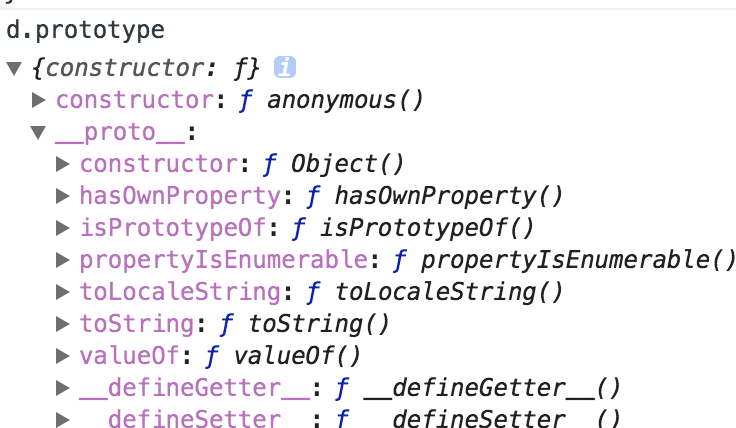 d.prototype
▼ {constructor: ƒ} i
▶ constructor: ƒ anonymous()
▼ __proto__:
▶ constructor: ƒ Object()
▶ hasOwnProperty: ƒ hasOwnProperty()
▶ isPrototypeOf: ƒ isPrototypeOf()
▶ propertyIsEnumerable: ƒ propertyIsEnumerable()
▶ toLocaleString: ƒ toLocaleString()
▶ toString: ƒ toString()
▶ valueOf: ƒ valueOf()
▶ __defineGetter__: ƒ __defineGetter__()
▶ __defineSetter__: ƒ __defineSetter__()